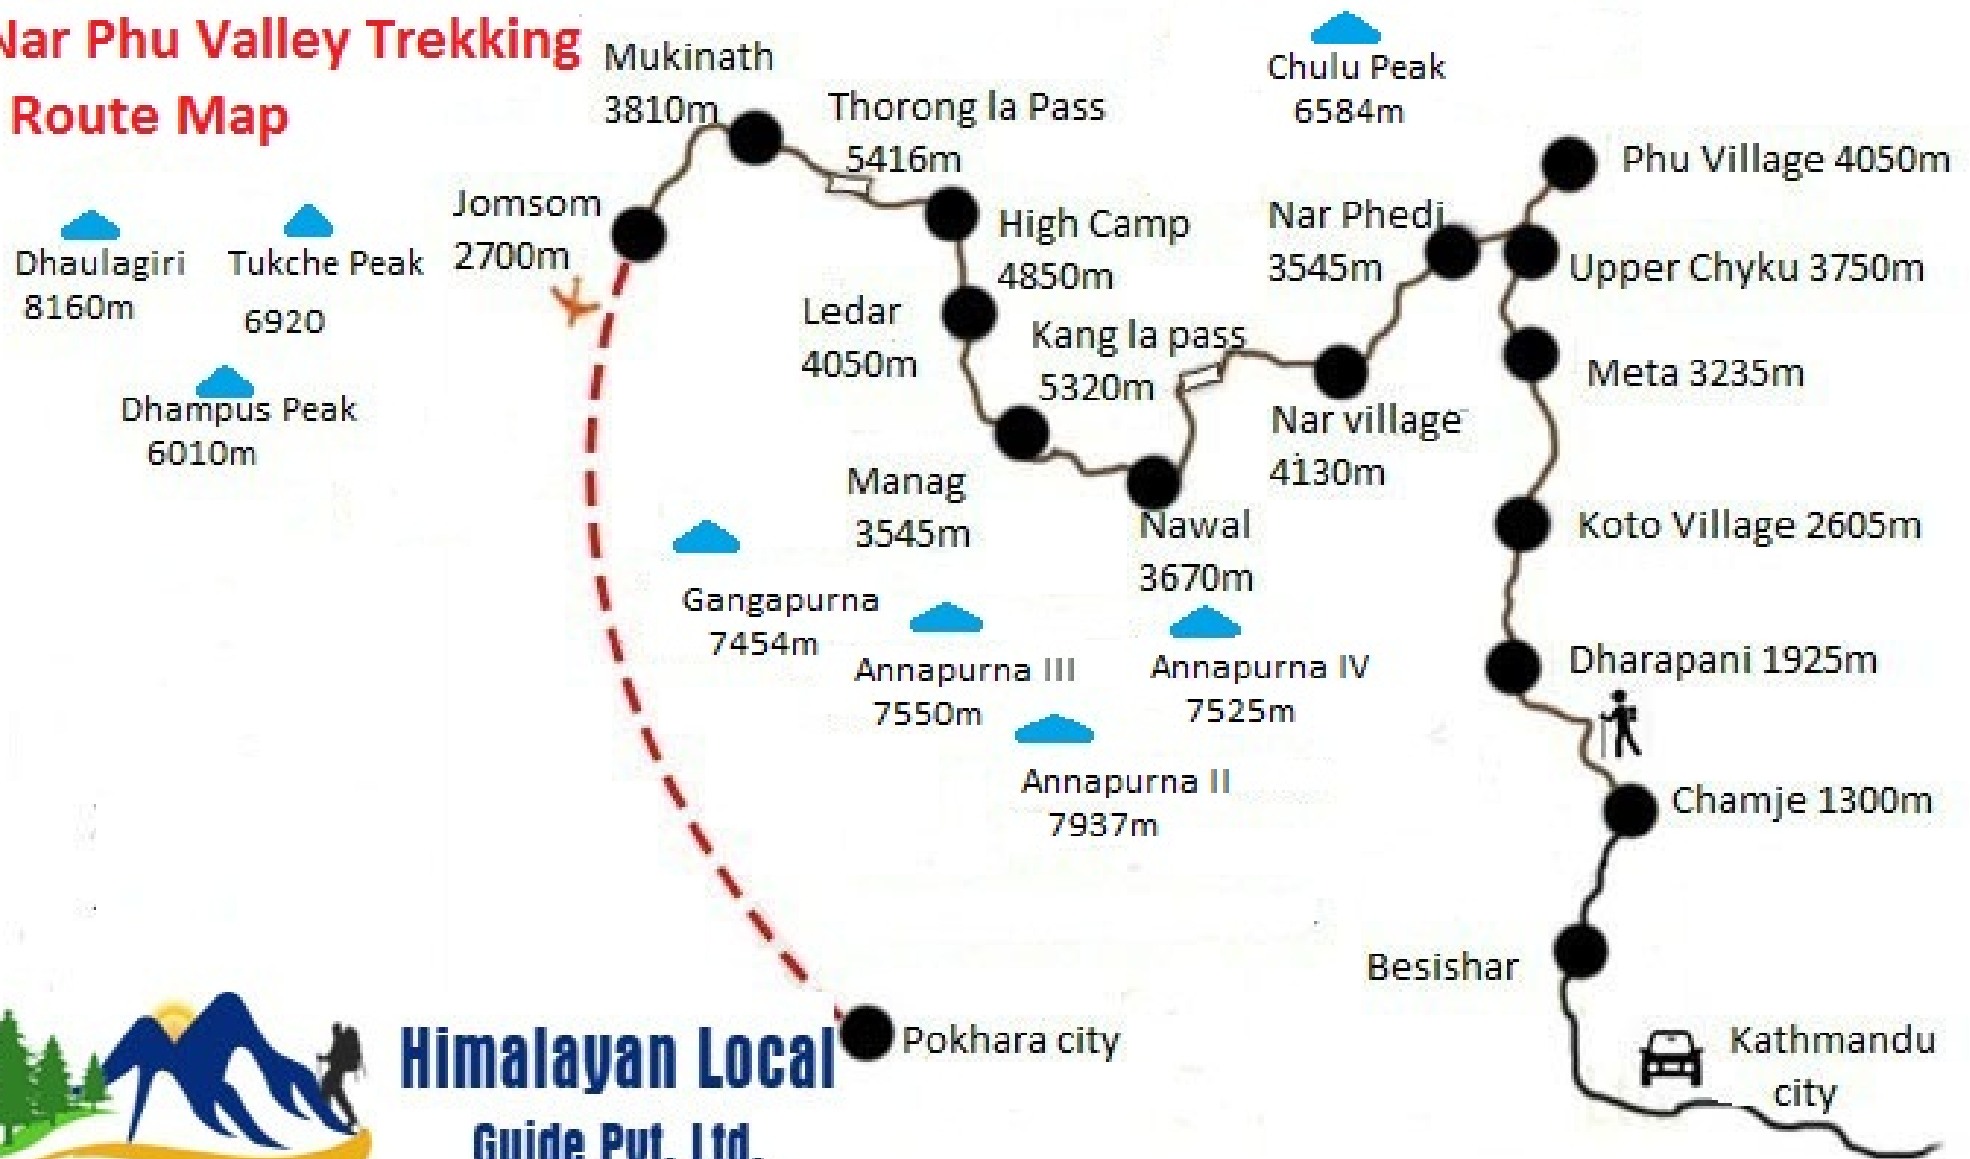 Nar Phu Valley Trekking
Route Map
Mukinath
3810m
Thorong la Pass
5416m
Chulu Peak
6584m
Phu Village 4050m
Jomsom
2700m
High Camp
4850m
Nar Phedi
3545m
Upper Chyku 3750m
Dhaulagiri
8160m
Tukche Peak
6920
Ledar
4050m
Kang la pass
5320m
Meta 3235m
Dhampus Peak
6010m
Nar village
4130m
Manag
3545m
Nawal
3670m
Koto Village 2605m
Gangapurna
7454m
Annapurna III
7550m
Annapurna IV
7525m
Dharapani 1925m
Annapurna II
7937m
Chamje 1300m
Besishar
Pokhara city
Kathmandu
city
Himalayan Local
Guide Pvt. Ltd.